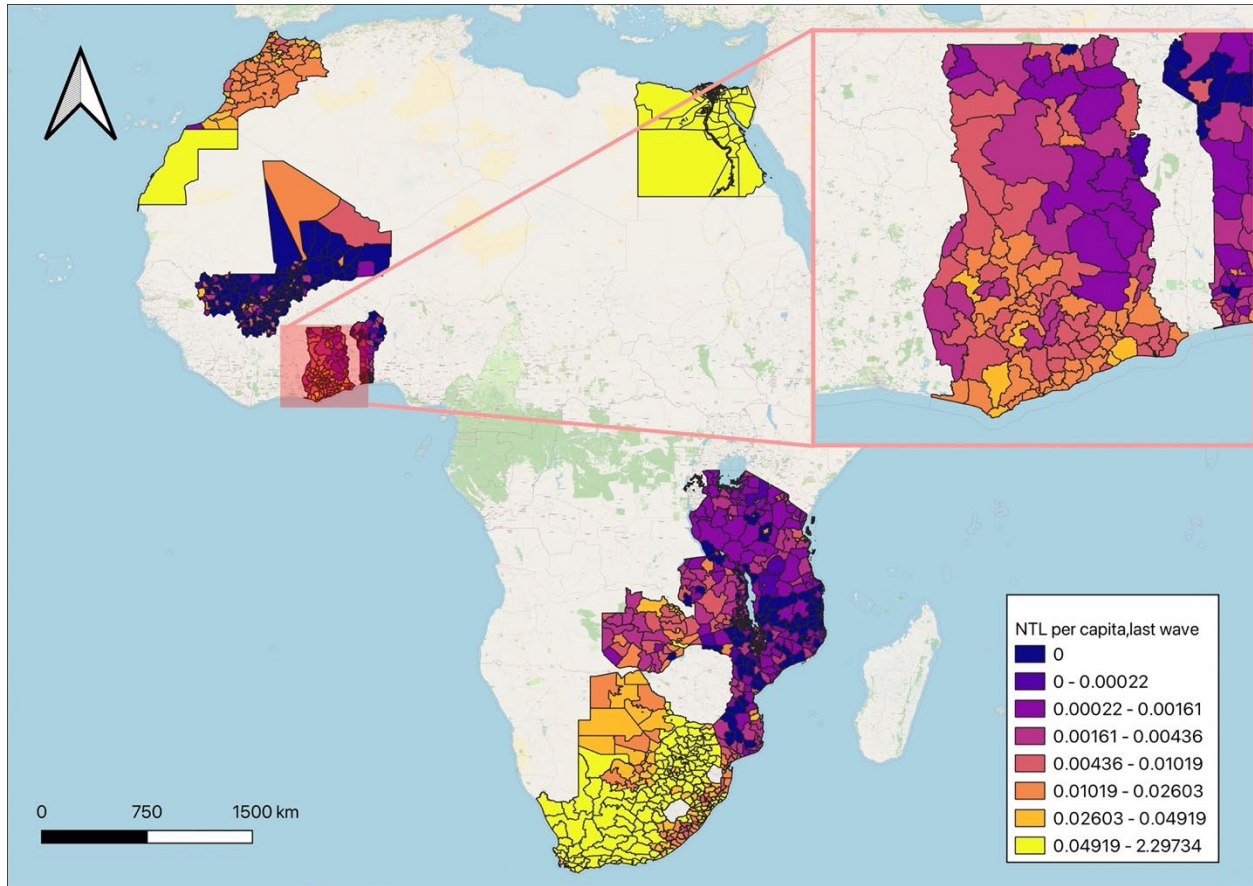 NTL per capita,last wave
0
0 - 0.00022
0.00022 - 0.00161
0.00161 - 0.00436
0.00436 - 0.01019
0.01019 - 0.02603
0.02603 - 0.04919
0.04919 - 2.29734
0 750 1500 km